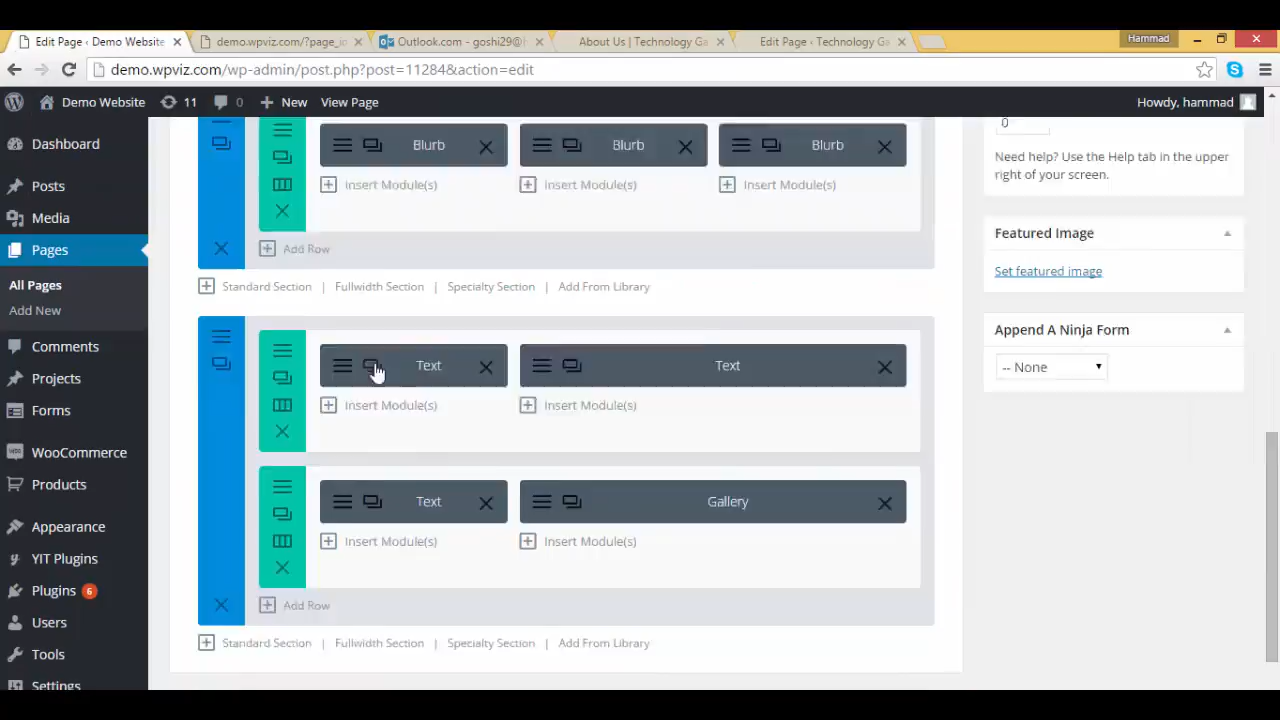 Edit Page ‹ Demo Website
demo.wpviz.com/?page_i
Outlook.com - goshi29@
About Us | Technology Ga
Edit Page ‹ Technology Ga
Hammad
demo.wpviz.com/wp-admin/post.php?post=11284&action=edit
Demo Website
11
0
New
View Page
Howdy, hammad
Dashboard
Posts
Media
Pages
All Pages
Add New
Comments
Projects
Forms
WooCommerce
Products
Appearance
YIT Plugins
Plugins 6
Users
Tools
Settings
Blurb
Blurb
Blurb
Insert Module(s)
Insert Module(s)
Insert Module(s)
Add Row
Standard Section | Fullwidth Section | Specialty Section | Add From Library
Text
Text
Insert Module(s)
Insert Module(s)
Text
Gallery
Insert Module(s)
Insert Module(s)
Add Row
Standard Section | Fullwidth Section | Specialty Section | Add From Library
0
Need help? Use the Help tab in the upper
right of your screen.
Featured Image
Set featured image
Append A Ninja Form
-- None